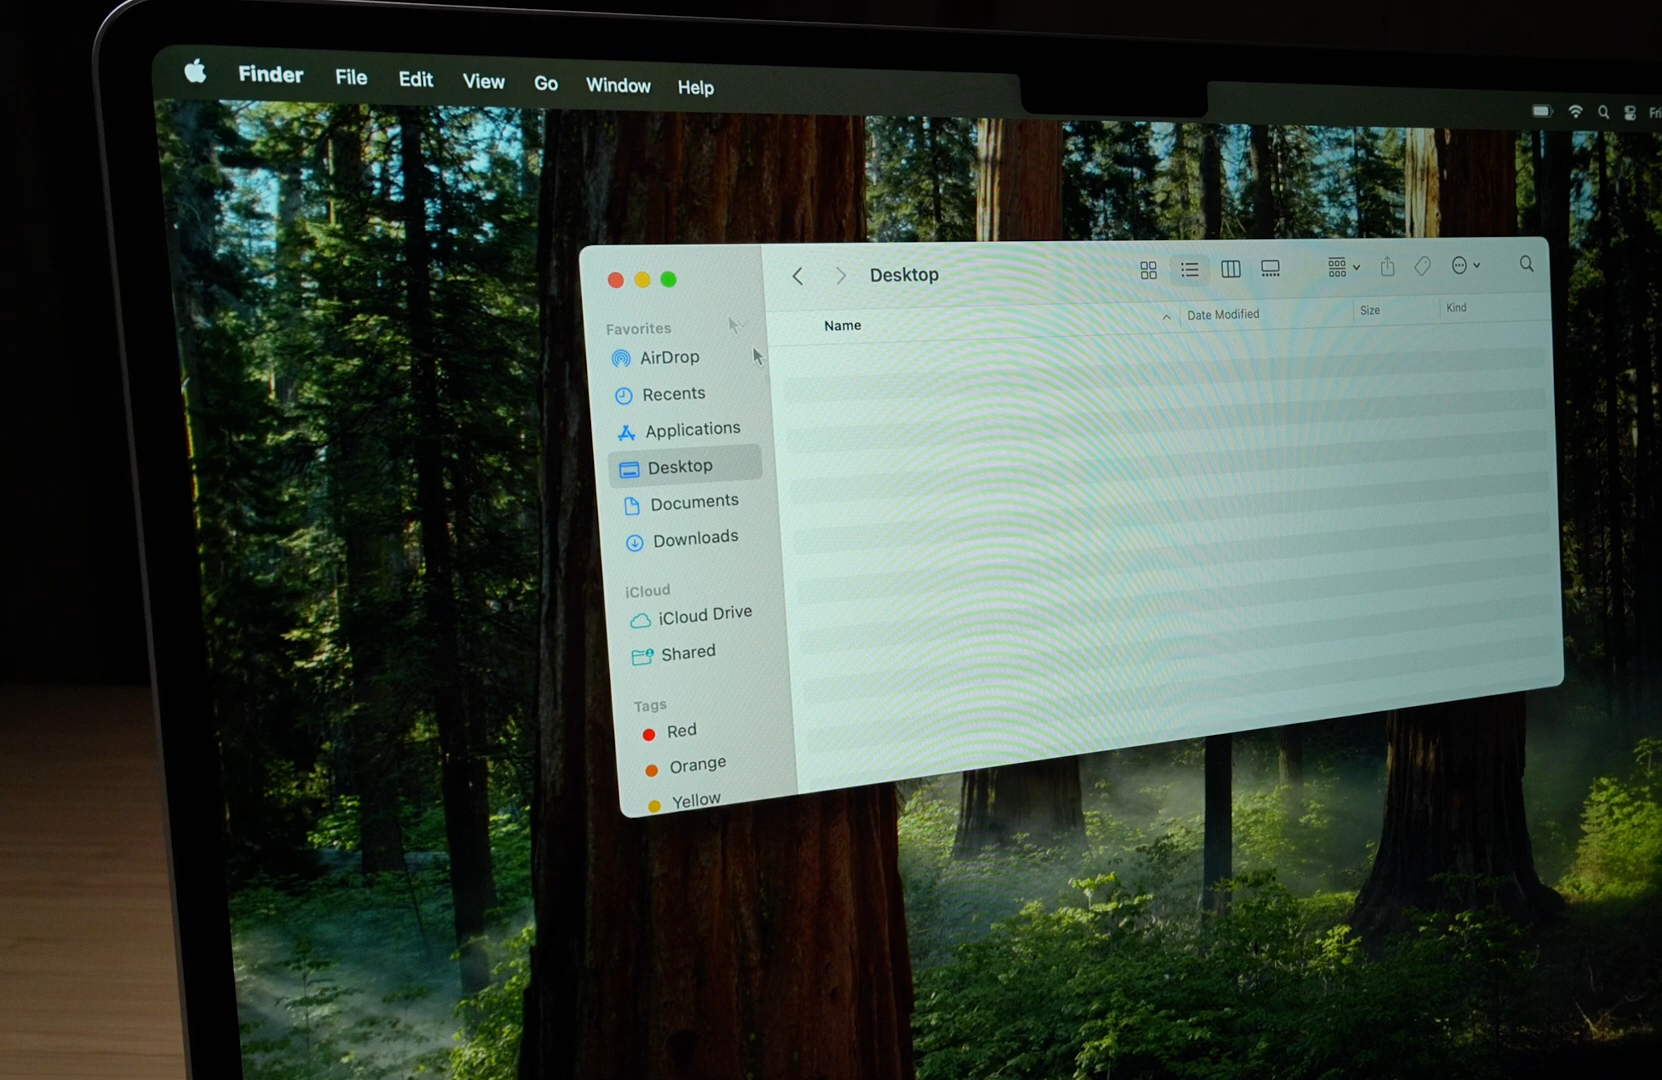 Finder File Edit View Go Window Help
Fri
Desktop
Name Date Modified Size Kind
Favorites
AirDrop
Recents
Applications
Desktop
Documents
Downloads
iCloud
iCloud Drive
Shared
Tags
Red
Orange
Yellow